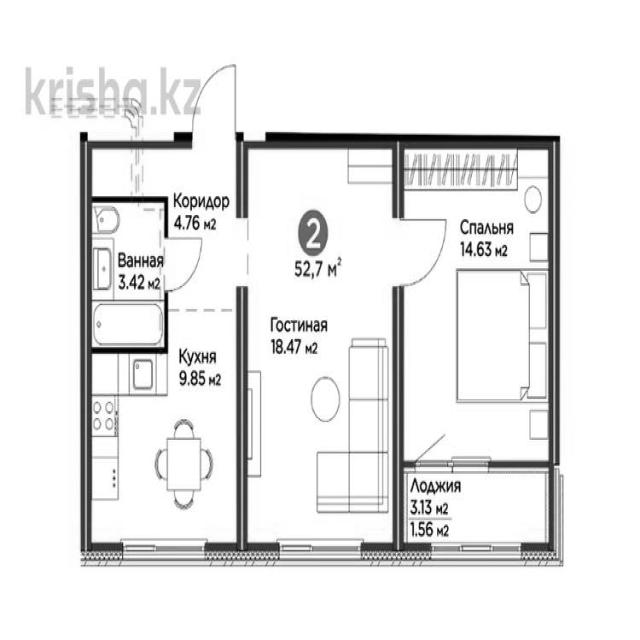 krisha.kz
Коридор
4.76 м2
Ванная
3.42 м2
2
52,7 м²
Спальня
14.63 м2
Гостиная
18.47 м2
Кухня
9.85 м2
Лоджия
3.13 м2
1.56 м2